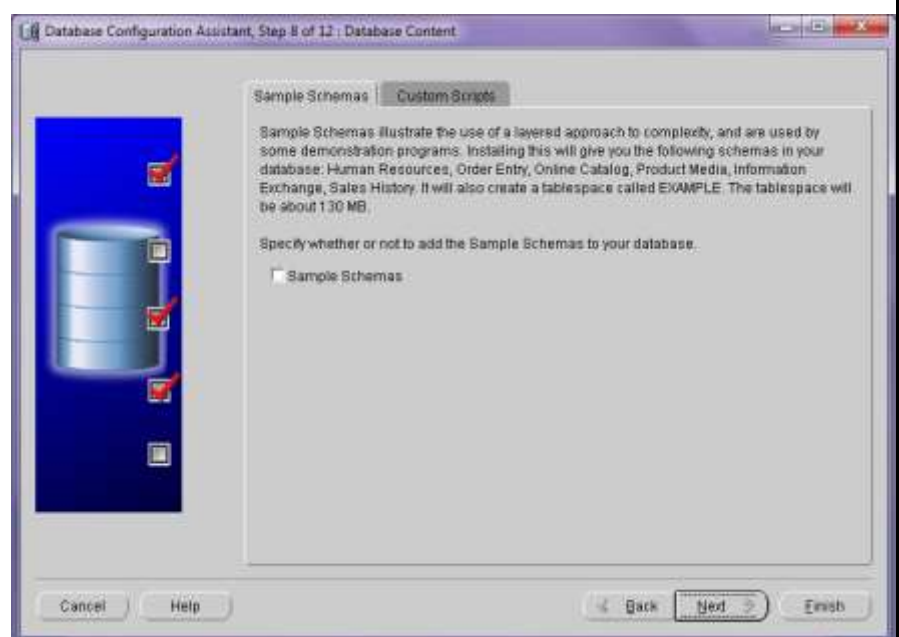 Database Configuration Assistant, Step 8 of 12 : Database Content
Sample Schemas
Custom Scripts
Sample Schemas illustrate the use of a layered approach to complexity, and are used by
some demonstration programs. Installing this will give you the following schemas in your
database: Human Resources, Order Entry, Online Catalog, Product Media, Information
Exchange, Sales History. It will also create a tablespace called EXAMPLE. The tablespace will
be about 130 MB.
Specify whether or not to add the Sample Schemas to your database.
Sample Schemas
Cancel
Help
Back
Next
Finish